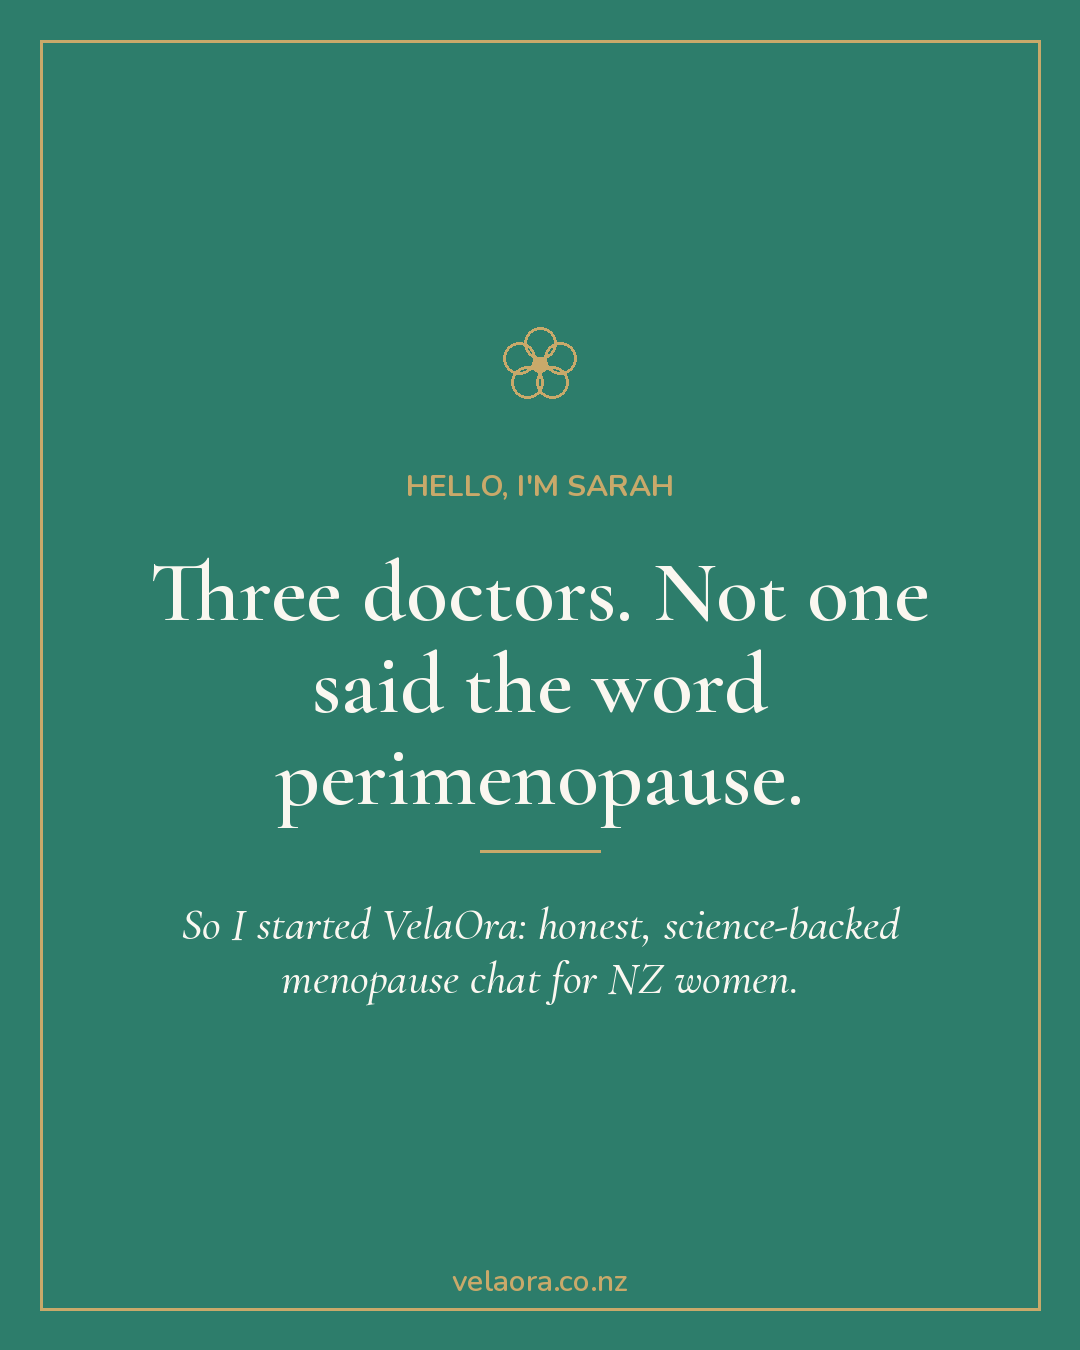 HELLO, I'M SARAH
Three doctors. Not one
said the word
perimenopause.
So I started VelaOra: honest, science-backed
menopause chat for NZ women.
velaora.co.nz